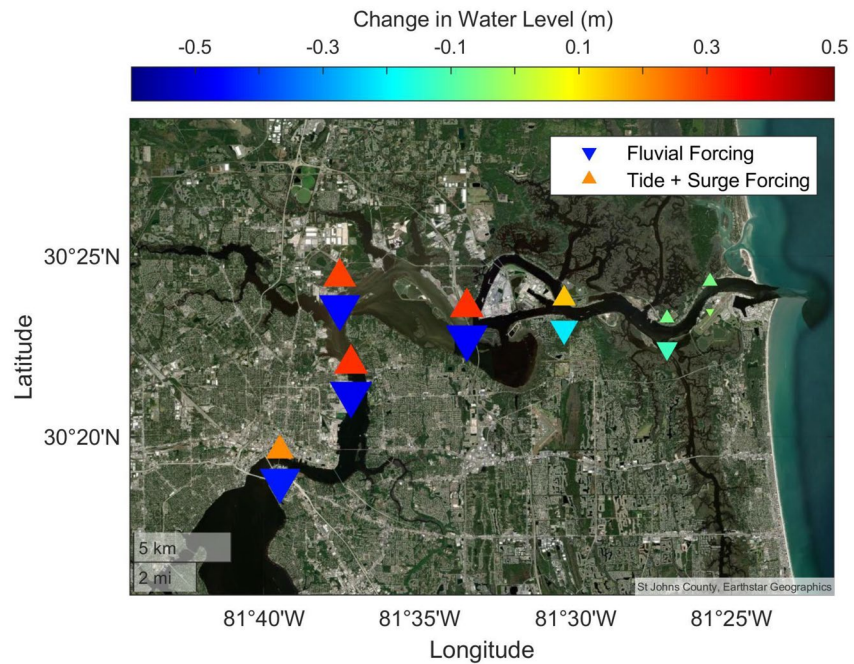 Change in Water Level (m)
-0.5 -0.3 -0.1 0.1 0.3 0.5
Fluvial Forcing
Tide + Surge Forcing
30°25'N
30°20'N
Latitude
5 km
2 mi
St Johns County, Earthstar Geographics
81°40'W 81°35'W 81°30'W 81°25'W
Longitude